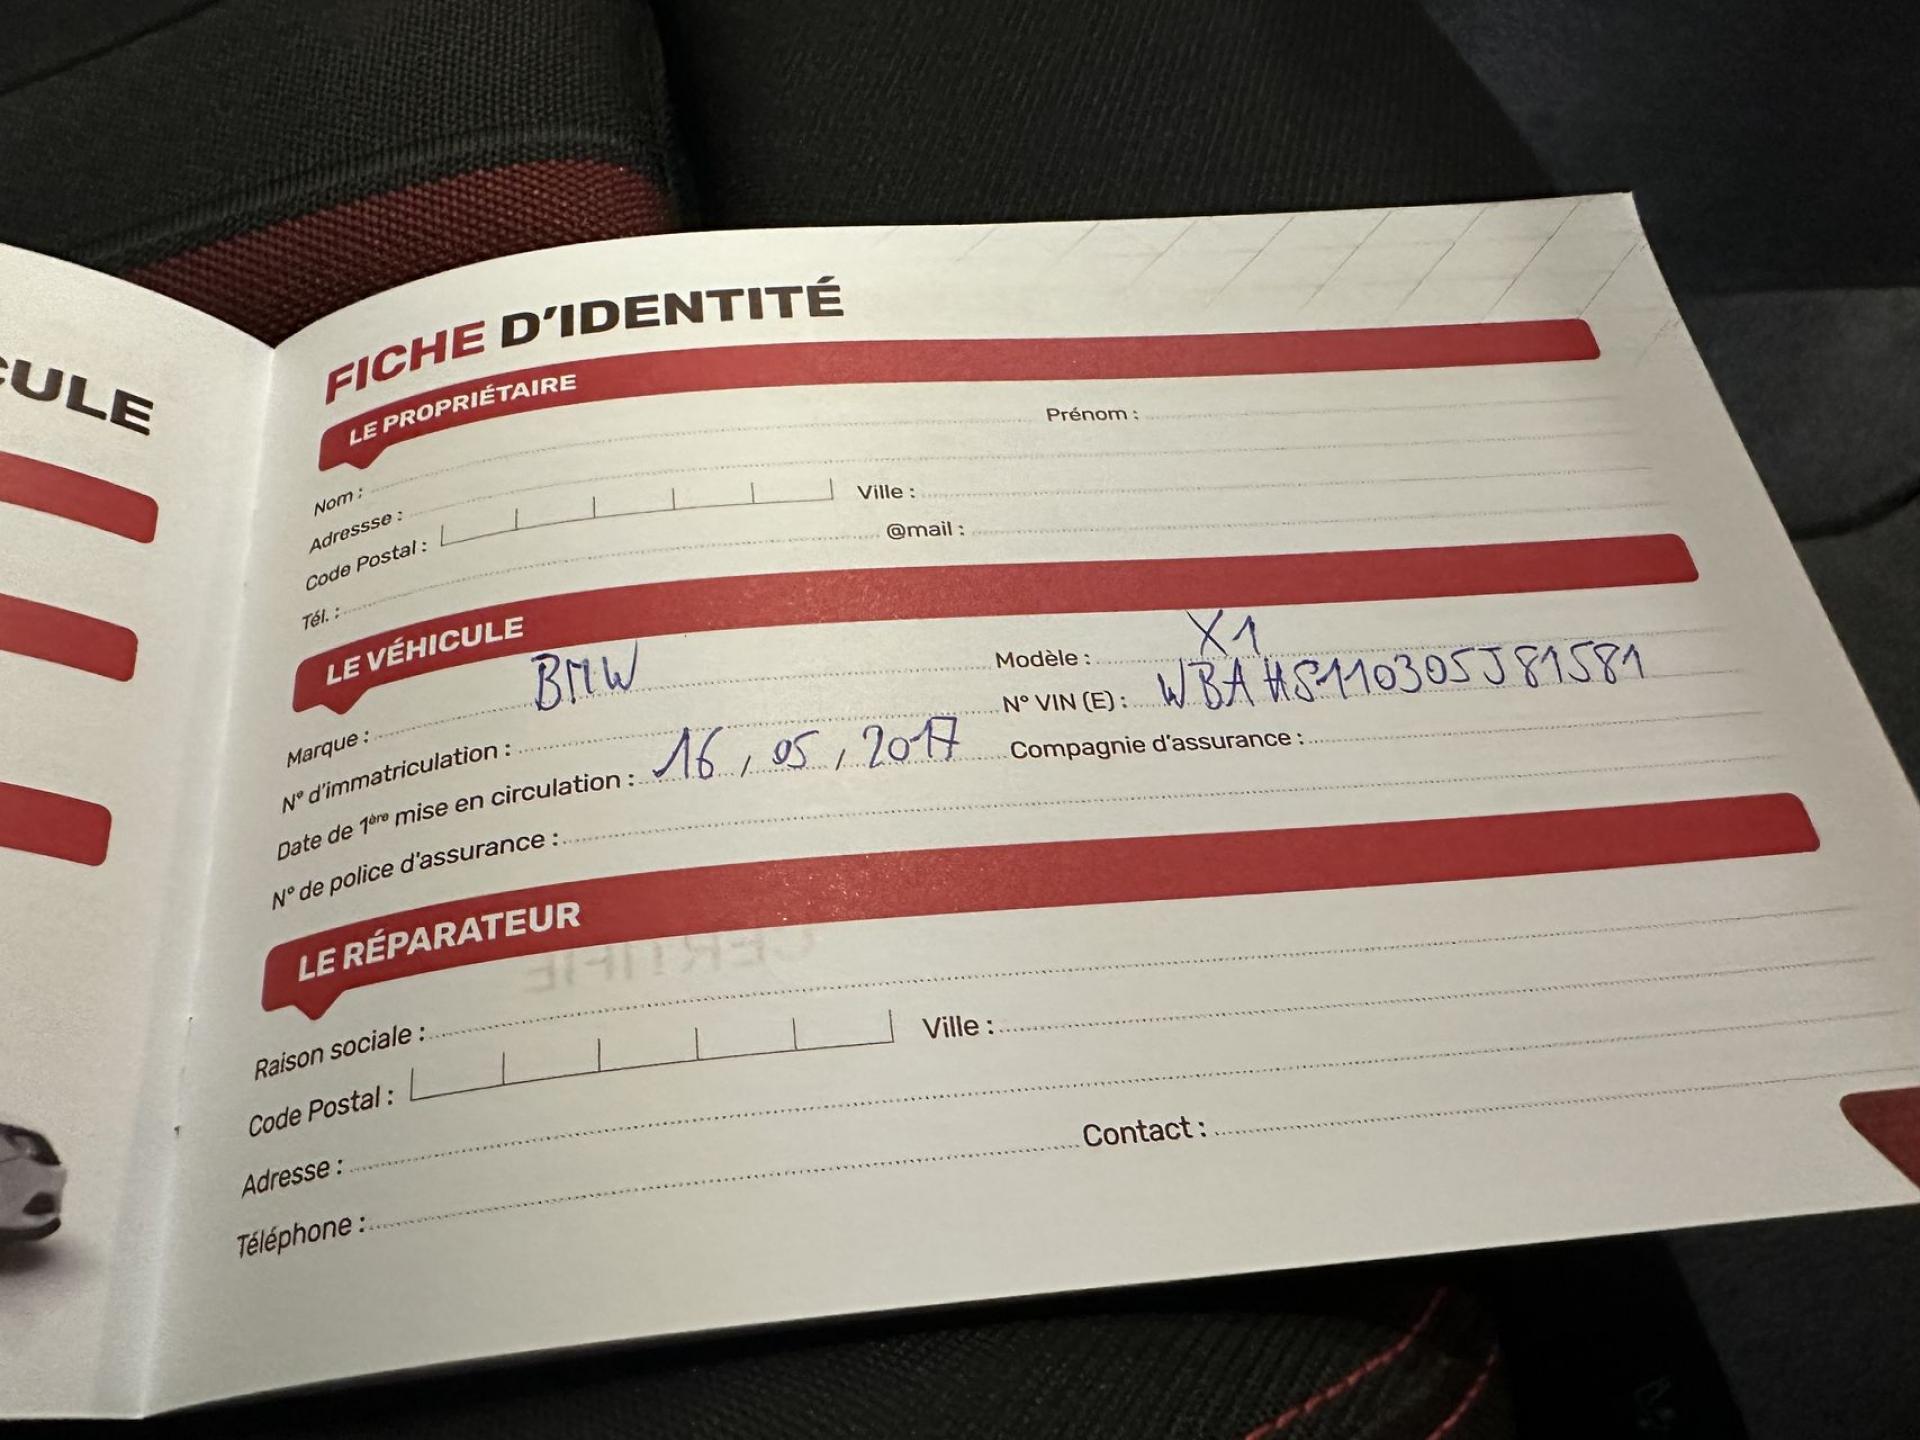 CULE
FICHE D'IDENTITÉ
LE PROPRIÉTAIRE
Nom : Prénom :
Adressse :
Code Postal : Ville :
Tél. : @mail :
LE VÉHICULE
Marque : BMW Modèle : X1
N° d'immatriculation : N° VIN (E) : WBAHS110305J81581
Date de 1ère mise en circulation : 16, 05, 2017 Compagnie d'assurance :
N° de police d'assurance :
LE RÉPARATEUR
CERTIFIÉ
Raison sociale :
Code Postal : Ville :
Adresse :
Téléphone : Contact :